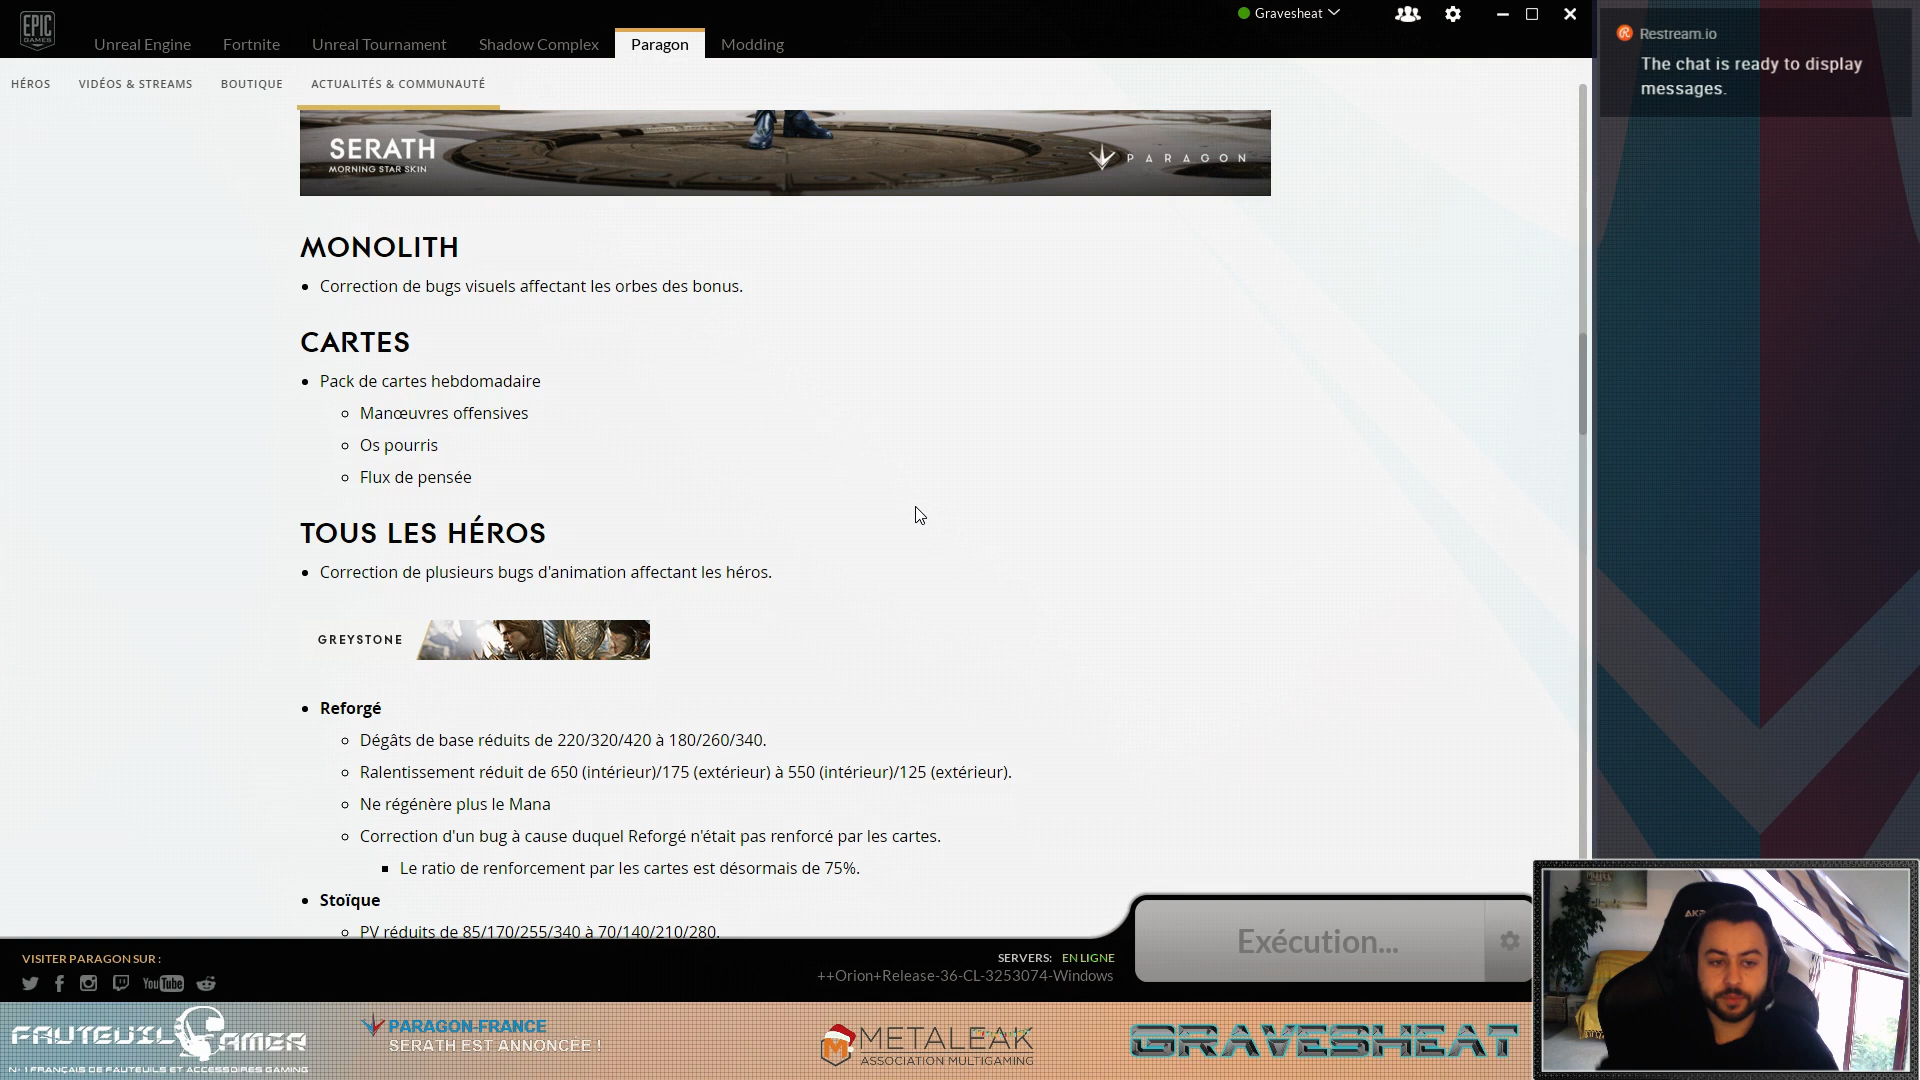 EPIC
GAMES
Unreal Engine
Fortnite
Unreal Tournament
Shadow Complex
Paragon
Modding
Gravesheat
HÉROS
VIDÉOS & STREAMS
BOUTIQUE
ACTUALITÉS & COMMUNAUTÉ
Restream.io
The chat is ready to display
messages.
SERATH
MORNING STAR SKIN
PARAGON
MONOLITH
Correction de bugs visuels affectant les orbes des bonus.
CARTES
Pack de cartes hebdomadaire
Manœuvres offensives
Os pourris
Flux de pensée
TOUS LES HÉROS
Correction de plusieurs bugs d'animation affectant les héros.
GREYSTONE
Reforgé
Dégâts de base réduits de 220/320/420 à 180/260/340.
Ralentissement réduit de 650 (intérieur)/175 (extérieur) à 550 (intérieur)/125 (extérieur).
Ne régénère plus le Mana
Correction d'un bug à cause duquel Reforgé n'était pas renforcé par les cartes.
Le ratio de renforcement par les cartes est désormais de 75%.
Stoïque
PV réduits de 85/170/255/340 à 70/140/210/280.
VISITER PARAGON SUR :
YouTube
SERVERS: EN LIGNE
++Orion+Release-36-CL-3253074-Windows
Exécution...
FAUTEUIL GAMER
N°1 FRANÇAIS DE FAUTEUILS ET ACCESSOIRES GAMING
PARAGON-FRANCE
SERATH EST ANNONCEE !
METALEAK
ASSOCIATION MULTIGAMING
GRAVESHEAT